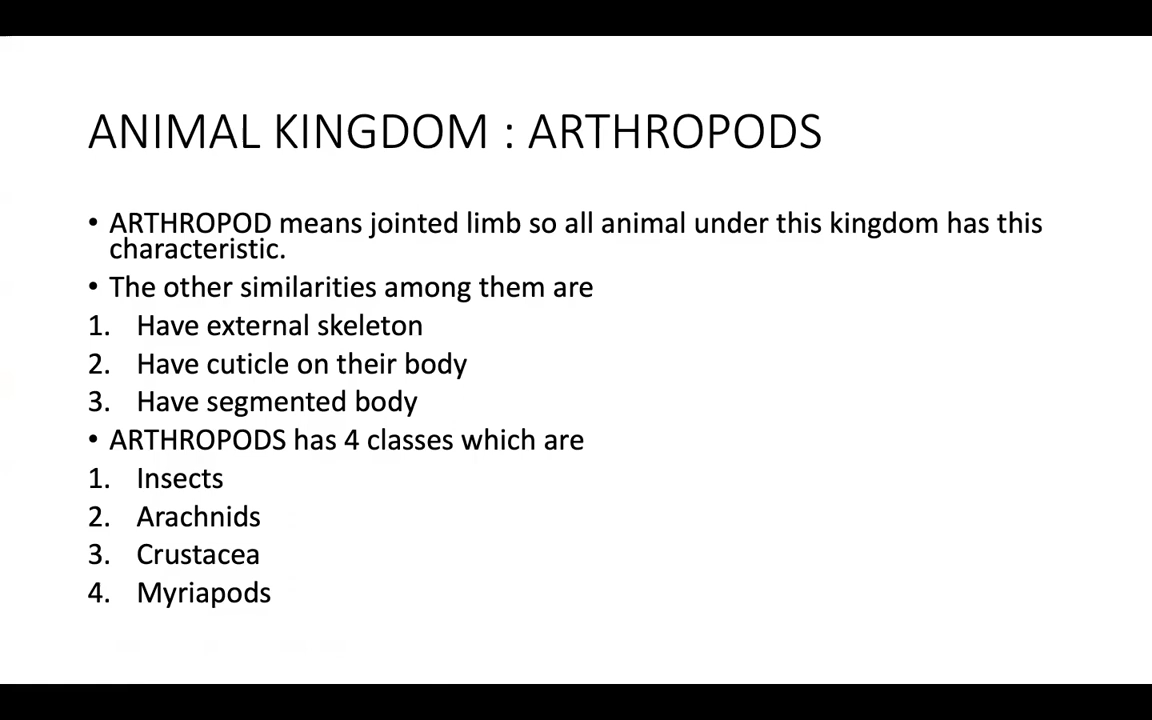 ANIMAL KINGDOM : ARTHROPODS
• ARTHROPOD means jointed limb so all animal under this kingdom has this
characteristic.
• The other similarities among them are
1. Have external skeleton
2. Have cuticle on their body
3. Have segmented body
• ARTHROPODS has 4 classes which are
1. Insects
2. Arachnids
3. Crustacea
4. Myriapods